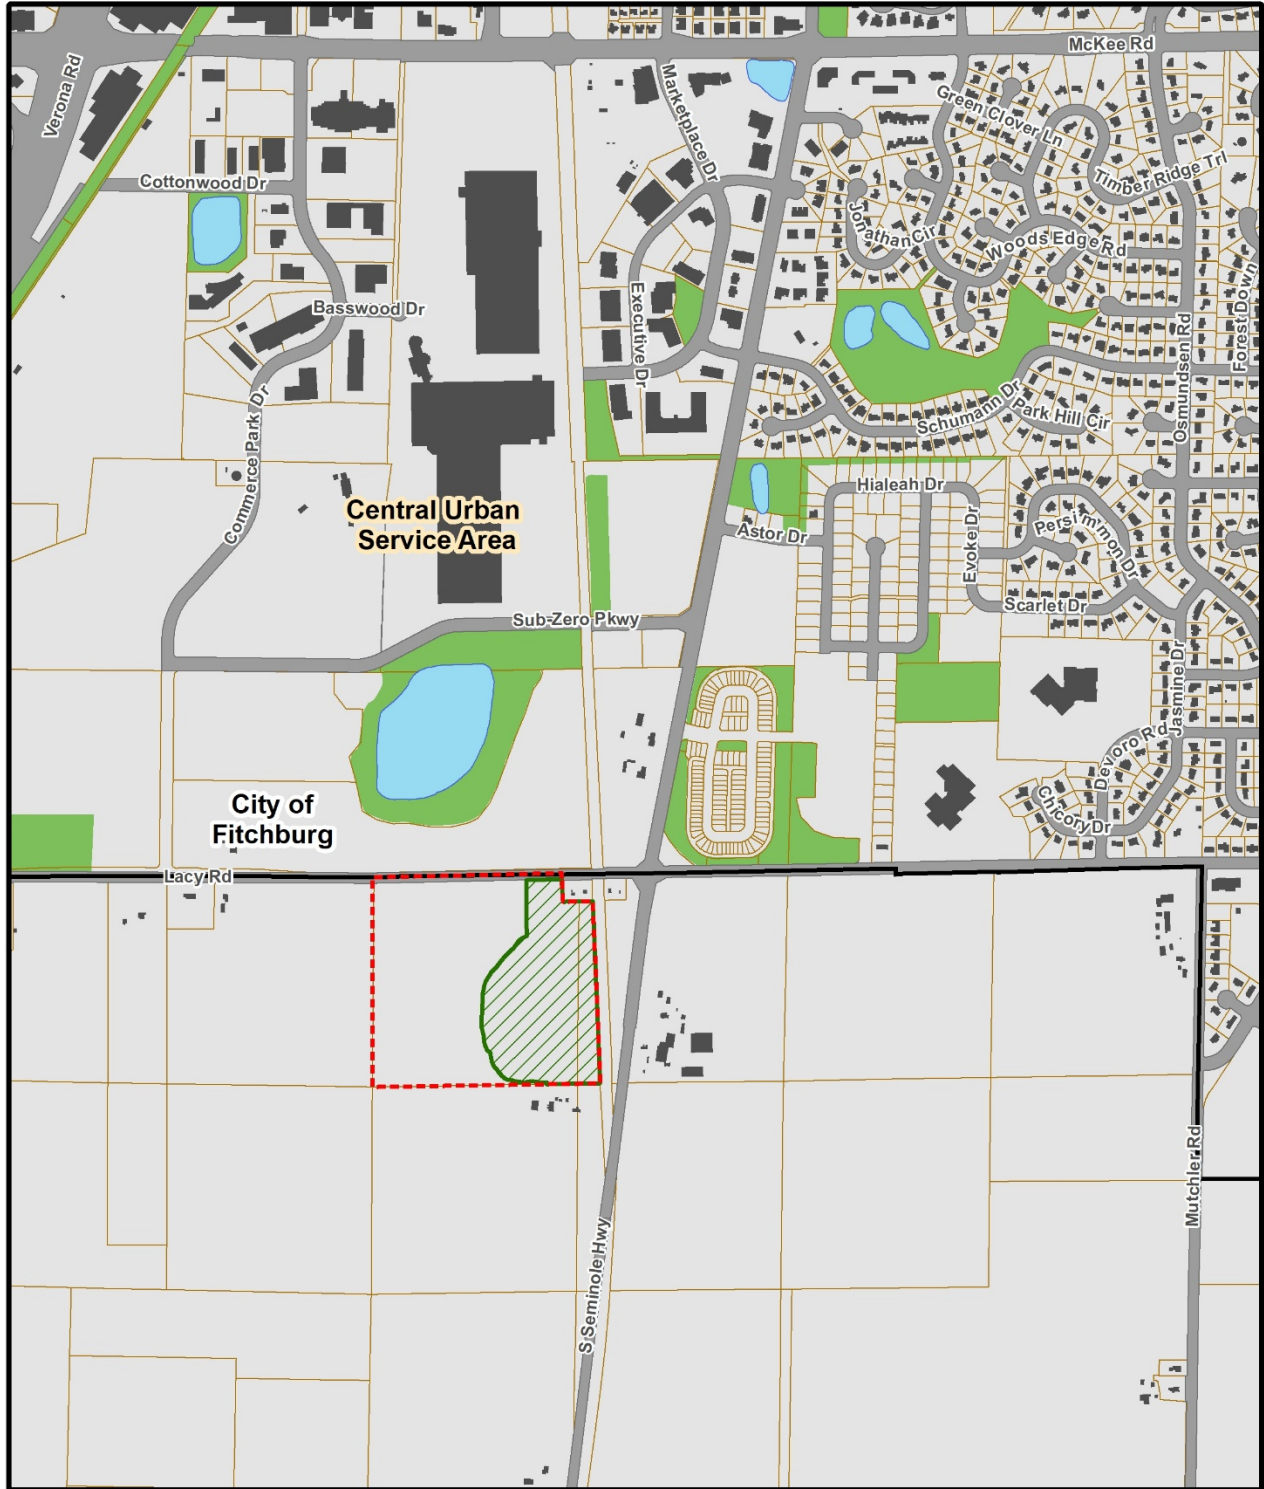 McKee Rd
Verona Rd
Marketplace Dr
Green Clover Ln
Timber Ridge Trl
Cottonwood Dr
Jonathan Cir
Woods Edge Rd
Forest Down
Basswood Dr
Executive Dr
Osmundsen Rd
Commerce Park Dr
Schumann Dr
Park Hill Cir
Hialeah Dr
Central Urban
Service Area
Astor Dr
Evoke Dr
Persimmon Dr
Scarlet Dr
Sub-Zero Pkwy
Jasmine Dr
Devoro Rd
City of
Fitchburg
Chicory Dr
Lacy Rd
Mutchler Rd
S Seminole Hwy